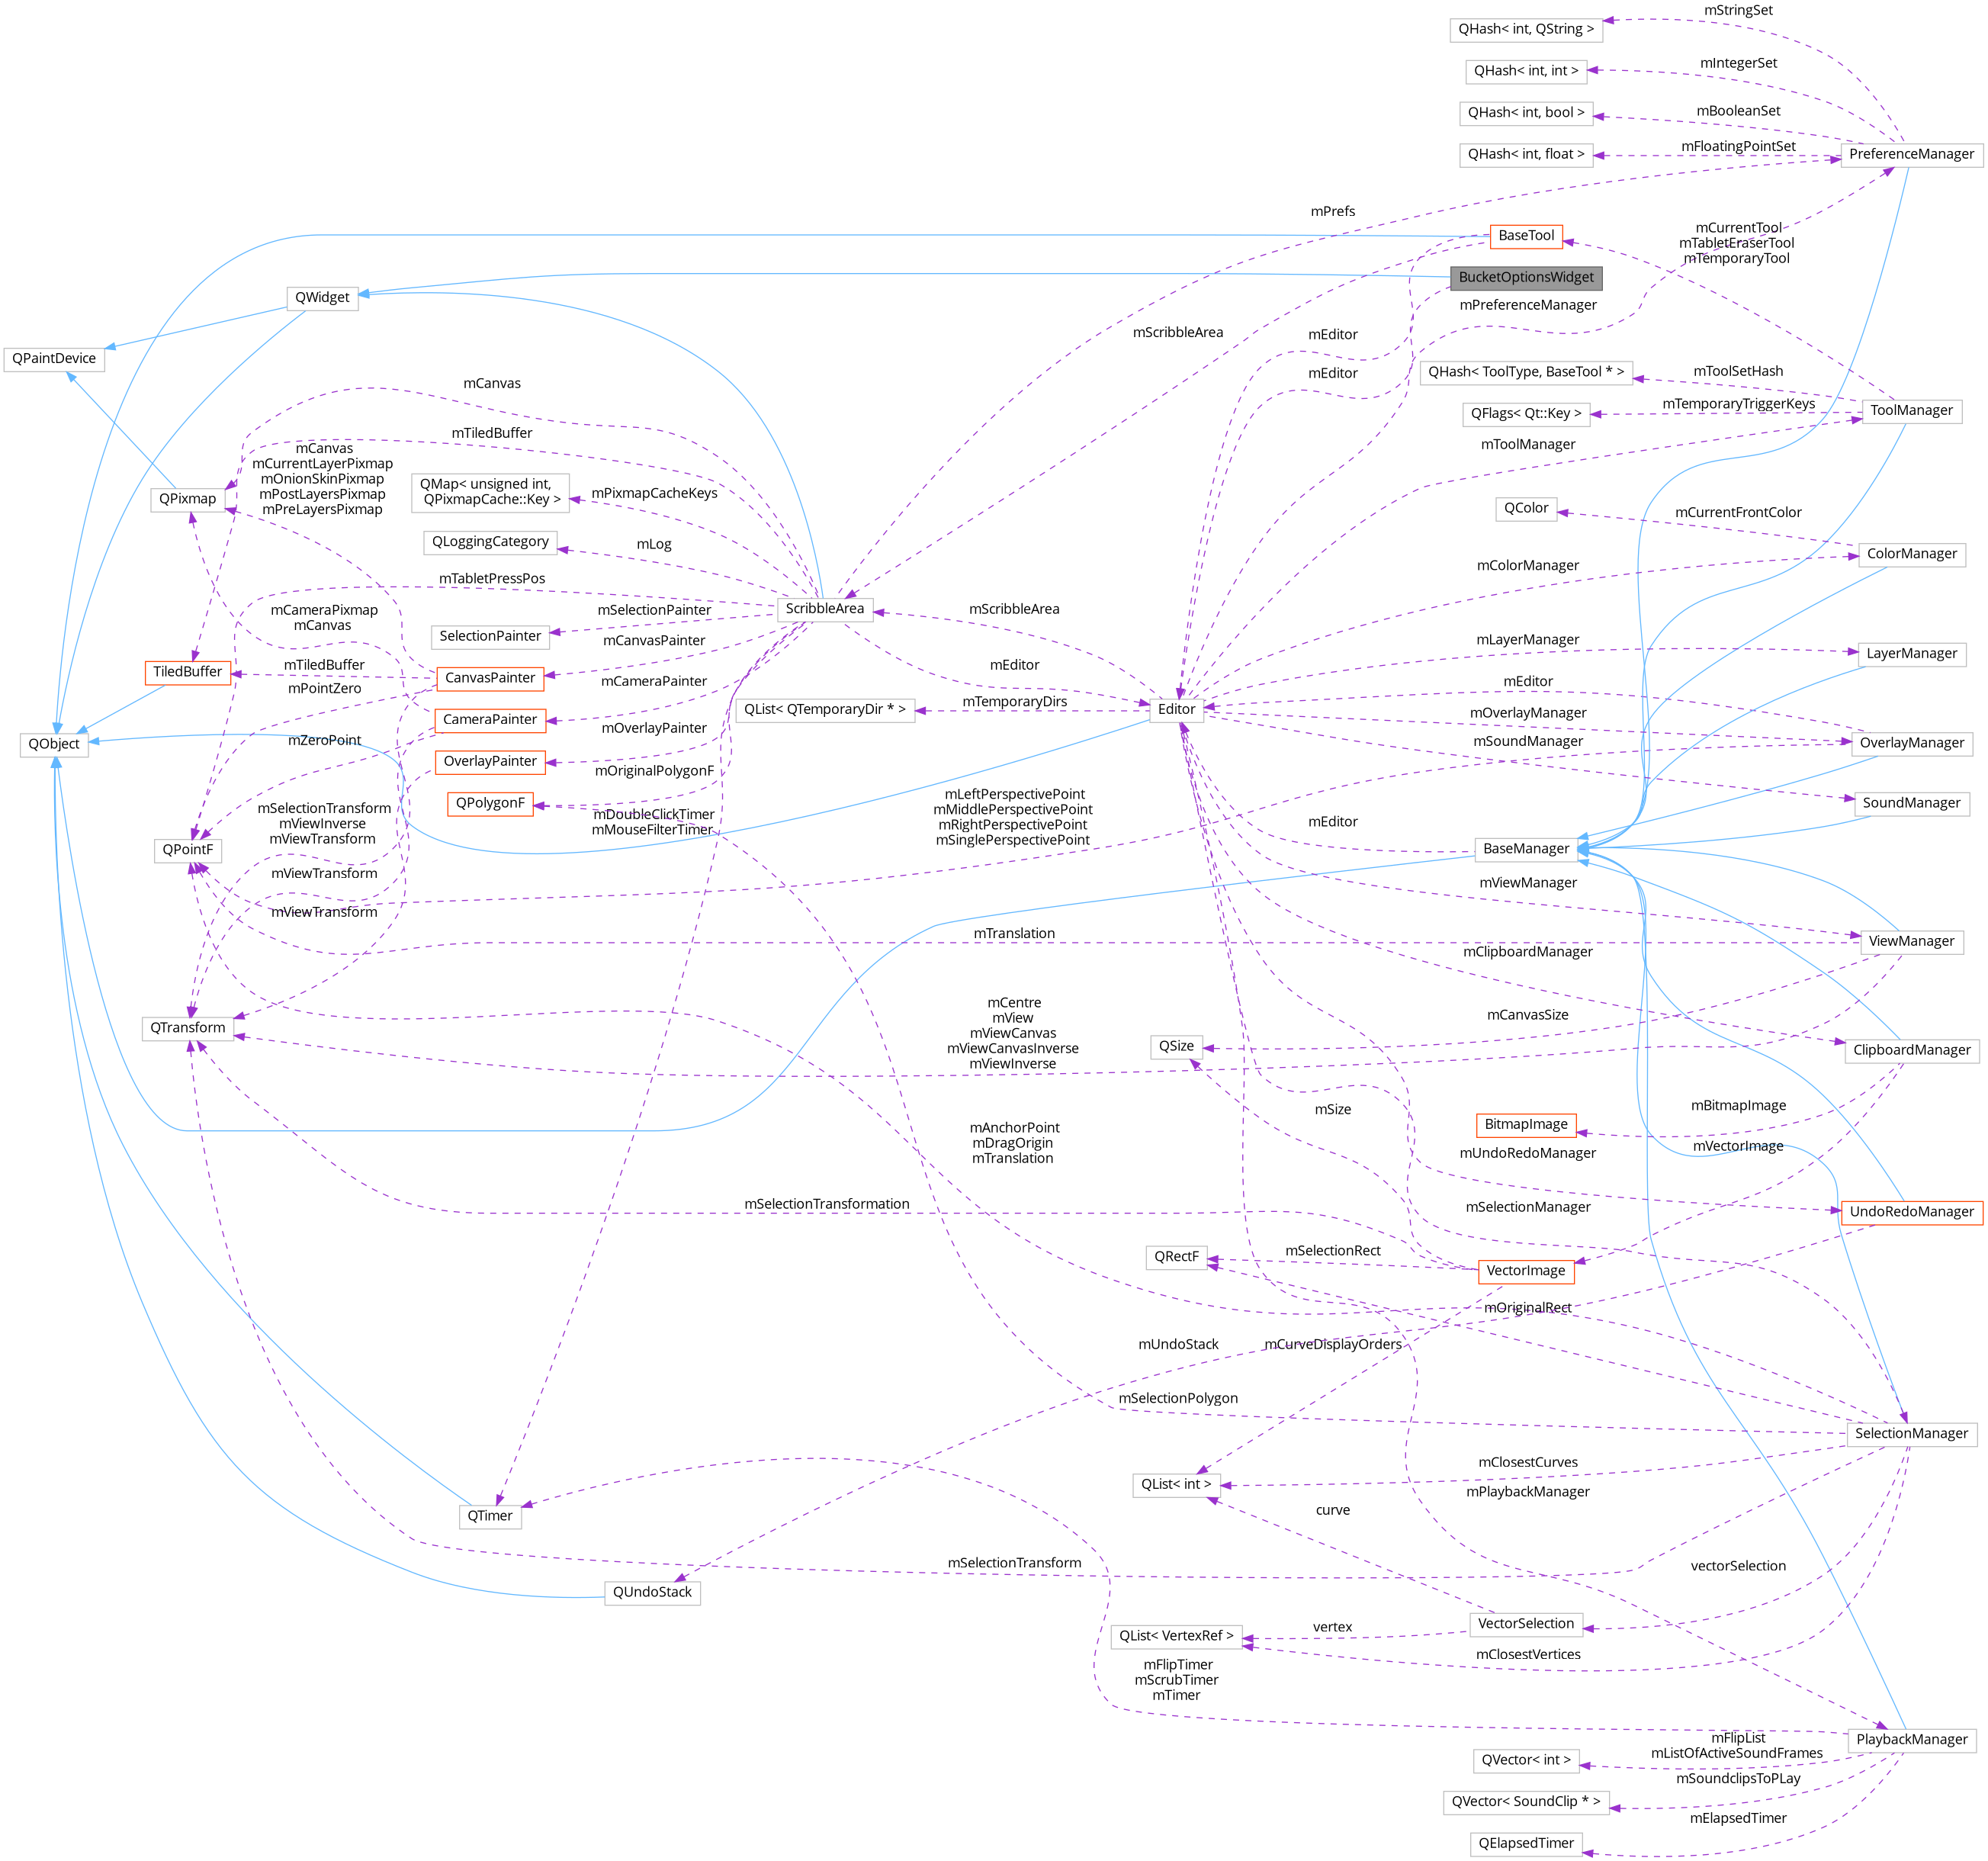 mStringSet
QHash< int, QString >
mIntegerSet
QHash< int, int >
mBooleanSet
QHash< int, bool >
mFloatingPointSet
QHash< int, float >
PreferenceManager
mPrefs
mCurrentTool
mTabletEraserTool
mTemporaryTool
BaseTool
BucketOptionsWidget
QWidget
mPreferenceManager
mScribbleArea
mEditor
QPaintDevice
mEditor
QHash< ToolType, BaseTool * >
mToolSetHash
mCanvas
QFlags< Qt::Key >
mTemporaryTriggerKeys
ToolManager
mTiledBuffer
mToolManager
mCanvas
mCurrentLayerPixmap
mOnionSkinPixmap
mPostLayersPixmap
mPreLayersPixmap
QPixmap
QMap< unsigned int,
QPixmapCache::Key >
mPixmapCacheKeys
QColor
mCurrentFrontColor
QLoggingCategory
mLog
ColorManager
mColorManager
mTabletPressPos
mCameraPixmap
mCanvas
mSelectionPainter
ScribbleArea
mScribbleArea
SelectionPainter
mCanvasPainter
mLayerManager
LayerManager
TiledBuffer
mTiledBuffer
CanvasPainter
mEditor
mPointZero
mCameraPainter
mEditor
CameraPainter
QList< QTemporaryDir * >
mTemporaryDirs
Editor
mOverlayManager
QObject
mZeroPoint
mOverlayPainter
mSoundManager
OverlayManager
OverlayPainter
mOriginalPolygonF
QPolygonF
mLeftPerspectivePoint
mMiddlePerspectivePoint
mRightPerspectivePoint
mSinglePerspectivePoint
SoundManager
mSelectionTransform
mViewInverse
mViewTransform
mDoubleClickTimer
mMouseFilterTimer
mEditor
QPointF
BaseManager
mViewTransform
mViewManager
mViewTransform
mTranslation
ViewManager
mClipboardManager
QTransform
mCentre
mView
mViewCanvas
mViewCanvasInverse
mViewInverse
mCanvasSize
QSize
ClipboardManager
mSize
mBitmapImage
BitmapImage
mAnchorPoint
mDragOrigin
mTranslation
mUndoRedoManager
mVectorImage
mSelectionTransformation
mSelectionManager
UndoRedoManager
QRectF
mSelectionRect
VectorImage
mOriginalRect
mUndoStack
mCurveDisplayOrders
mSelectionPolygon
SelectionManager
mClosestCurves
QList< int >
mPlaybackManager
QTimer
curve
mSelectionTransform
vectorSelection
QUndoStack
VectorSelection
QList< VertexRef >
vertex
mClosestVertices
mFlipTimer
mScrubTimer
mTimer
PlaybackManager
mFlipList
mListOfActiveSoundFrames
QVector< int >
mSoundclipsToPLay
QVector< SoundClip * >
mElapsedTimer
QElapsedTimer